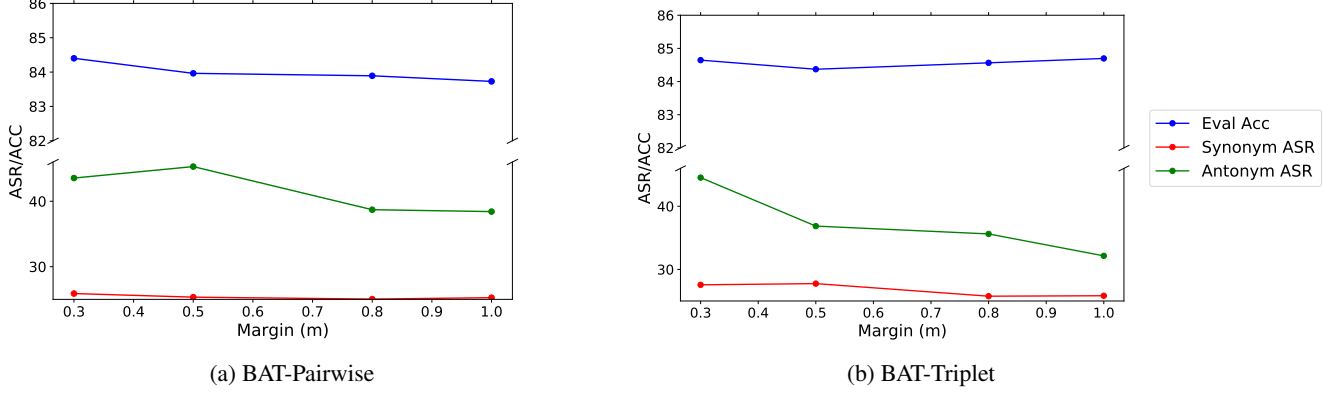 86
85
84
83
82
40
30
ASR/ACC
0.3 0.4 0.5 0.6 0.7 0.8 0.9 1.0
Margin (m)
(a) BAT-Pairwise
86
85
84
83
82
40
30
ASR/ACC
0.3 0.4 0.5 0.6 0.7 0.8 0.9 1.0
Margin (m)
(b) BAT-Triplet
Eval Acc
Synonym ASR
Antonym ASR